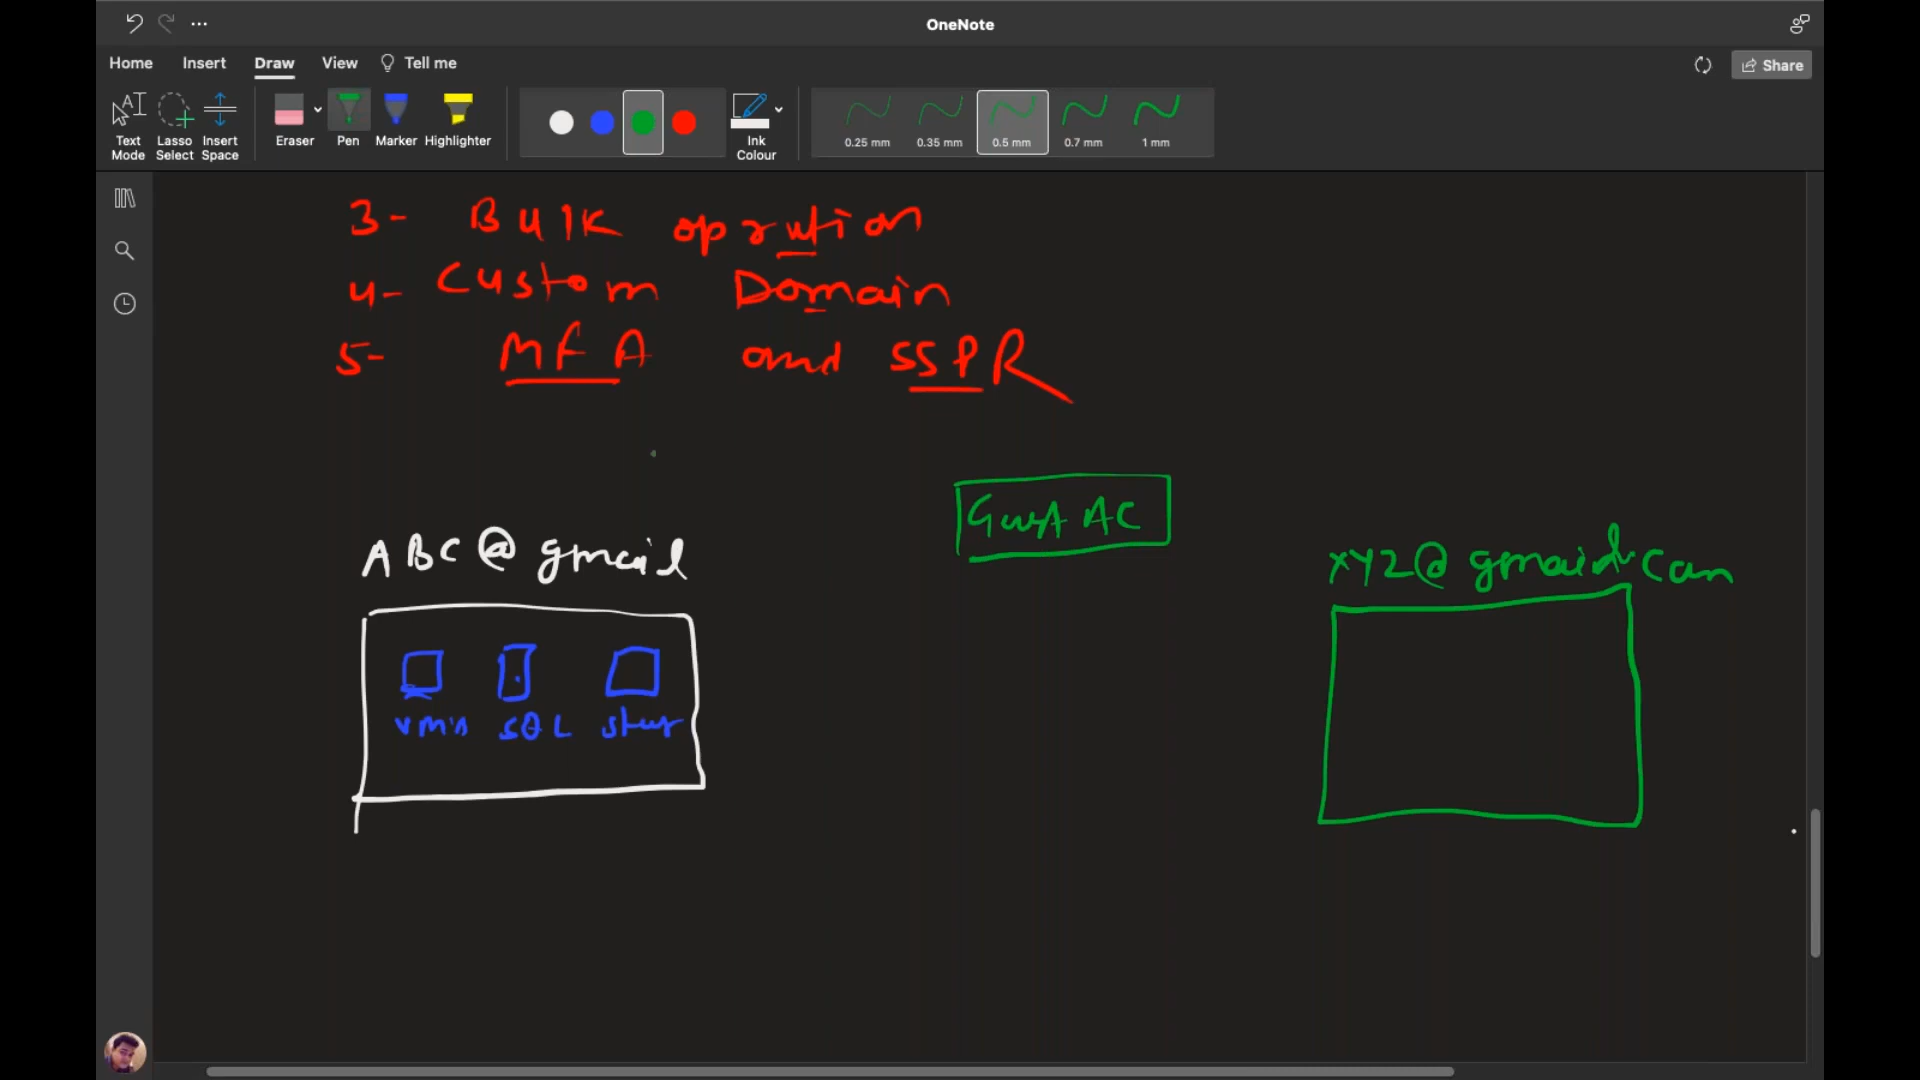 OneNote
Home Insert Draw View Tell me
Share
Text Mode
Lasso Select
Insert Space
Eraser
Pen
Marker
Highlighter
Ink Colour
0.25 mm
0.35 mm
0.5 mm
0.7 mm
1 mm
3- Bulk opration
4- Custom Domain
5- MFA and SSPR
AC
ABC@gmail
XYZ@gmail.com
SQL